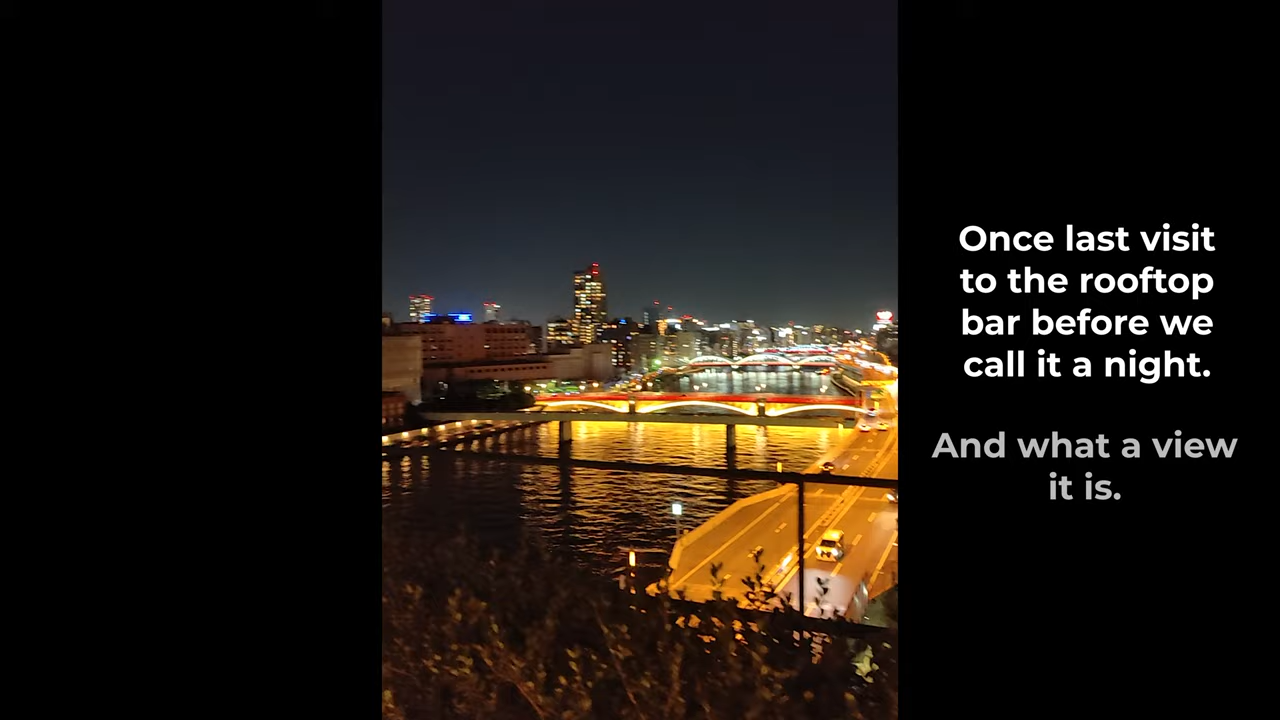 Once last visit
to the rooftop
bar before we
call it a night.
And what a view
it is.